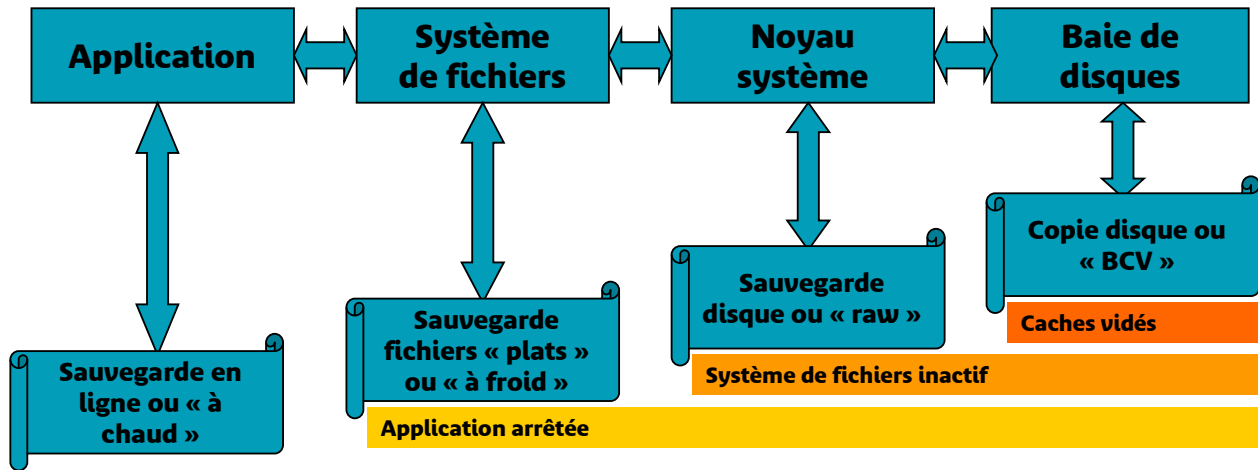 Application
Système
de fichiers
Noyau
système
Baie de
disques
Copie disque ou
« BCV »
Sauvegarde
disque ou « raw »
Sauvegarde
fichiers « plats »
ou « à froid »
Sauvegarde en
ligne ou « à
chaud »
Caches vidés
Système de fichiers inactif
Application arrêtée